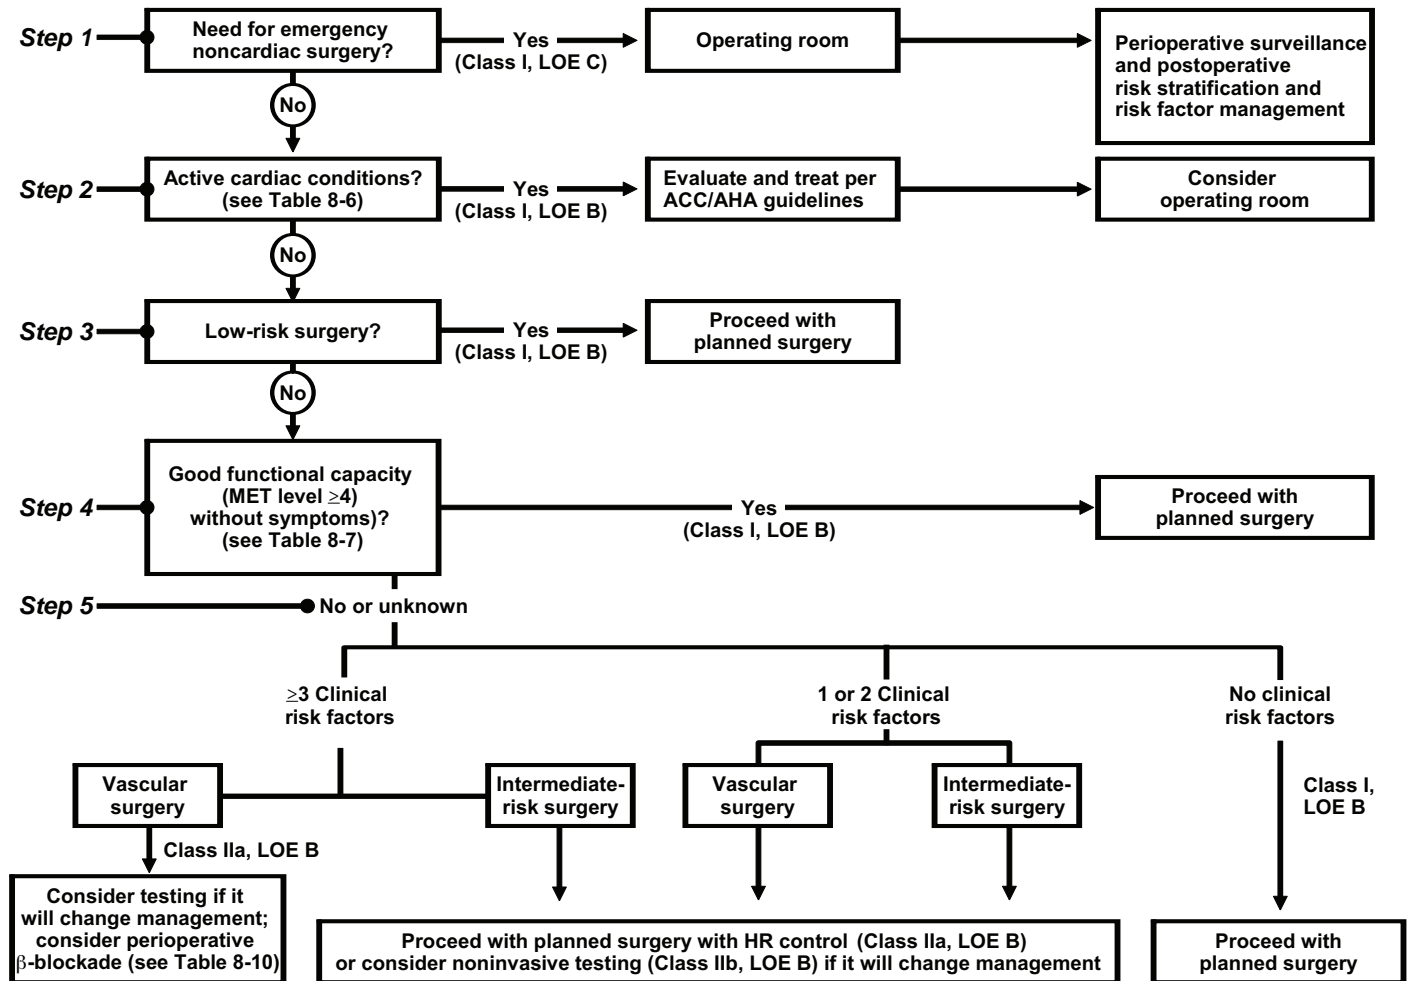 Step 1
Need for emergency
noncardiac surgery?
Yes
(Class I, LOE C)
Operating room
Perioperative surveillance
and postoperative
risk stratification and
risk factor management
No
Step 2
Active cardiac conditions?
(see Table 8-6)
Yes
(Class I, LOE B)
Evaluate and treat per
ACC/AHA guidelines
Consider
operating room
No
Step 3
Low-risk surgery?
Yes
(Class I, LOE B)
Proceed with
planned surgery
No
Step 4
Good functional capacity
(MET level ≥4)
without symptoms)?
(see Table 8-7)
Yes
(Class I, LOE B)
Proceed with
planned surgery
Step 5
No or unknown
≥3 Clinical
risk factors
1 or 2 Clinical
risk factors
No clinical
risk factors
Vascular
surgery
Intermediate-
risk surgery
Vascular
surgery
Intermediate-
risk surgery
Class I,
LOE B
Class IIa, LOE B
Consider testing if it
will change management;
consider perioperative
β-blockade (see Table 8-10)
Proceed with planned surgery with HR control (Class IIa, LOE B)
or consider noninvasive testing (Class IIb, LOE B) if it will change management
Proceed with
planned surgery